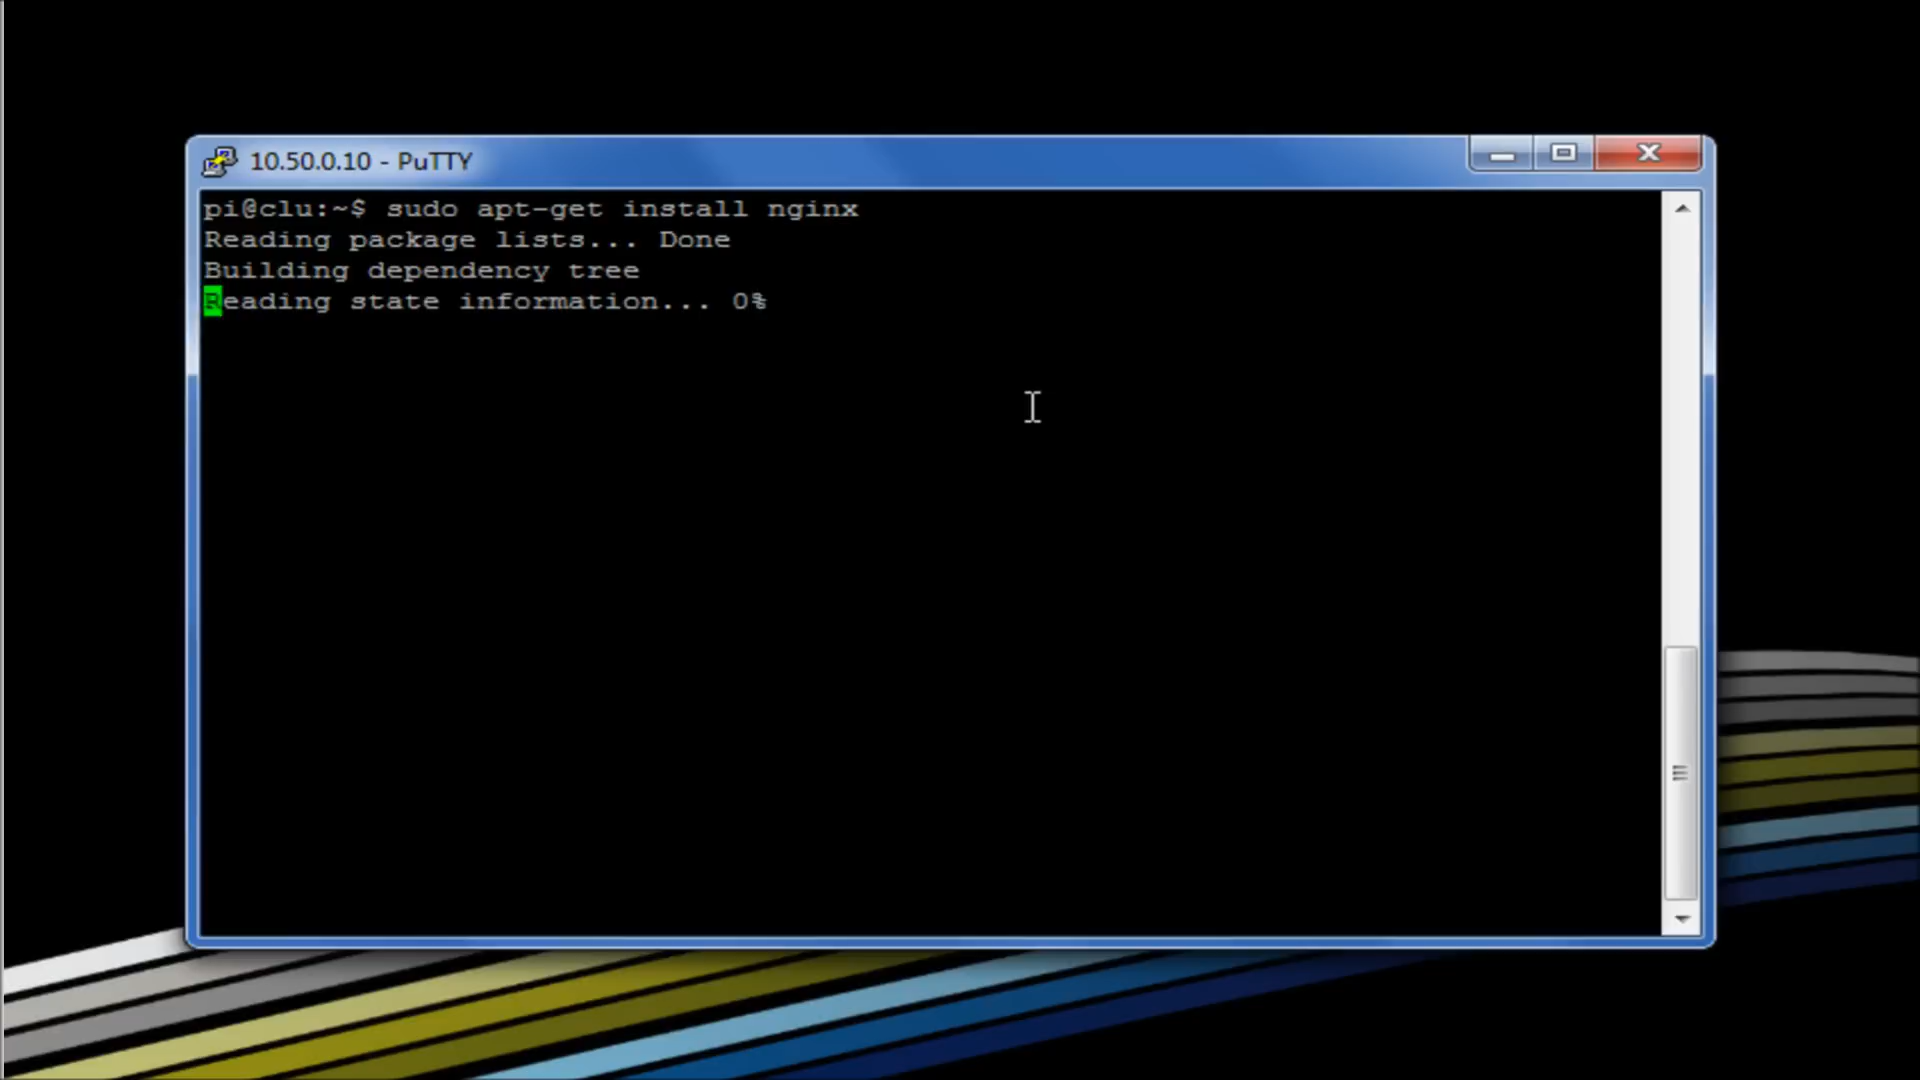 10.50.0.10 - PuTTY
pi@clu:~$ sudo apt-get install nginx
Reading package lists... Done
Building dependency tree
Reading state information... 0%